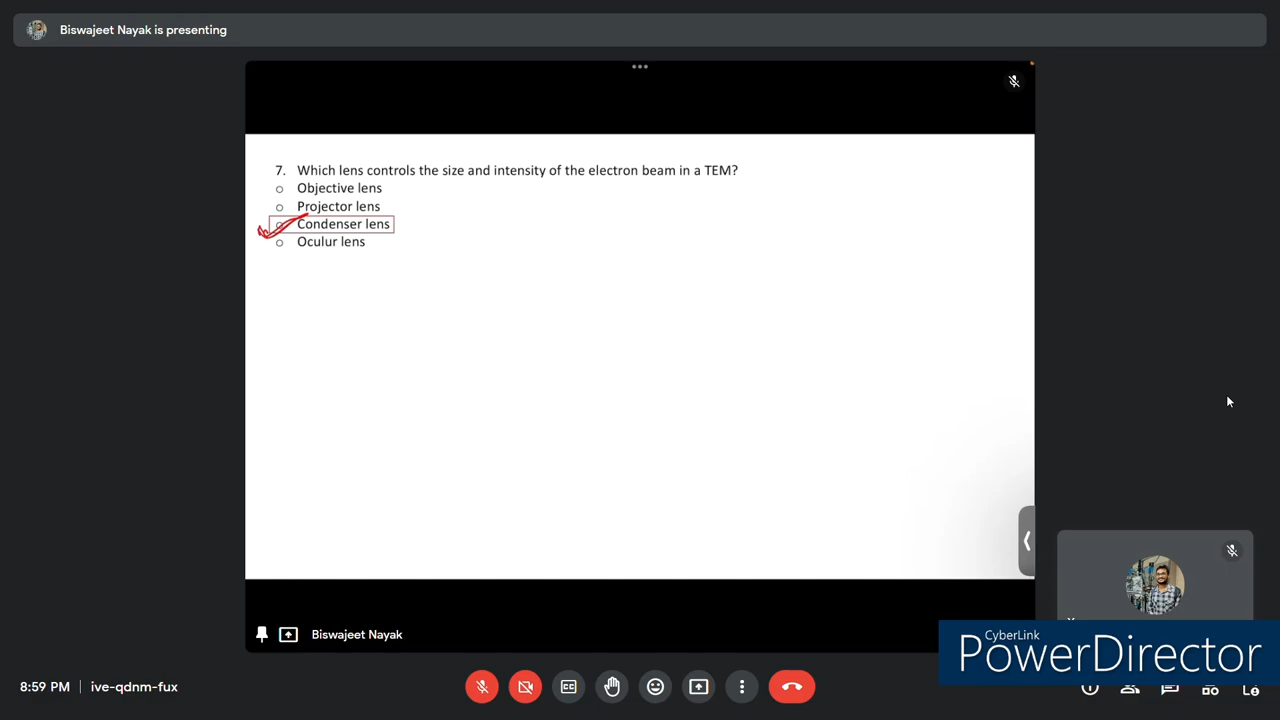 Biswajeet Nayak is presenting
7. Which lens controls the size and intensity of the electron beam in a TEM?
o Objective lens
o Projector lens
o Condenser lens
o Oculur lens
Biswajeet Nayak
CyberLink
PowerDirector
8:59 PM | ive-qdnm-fux